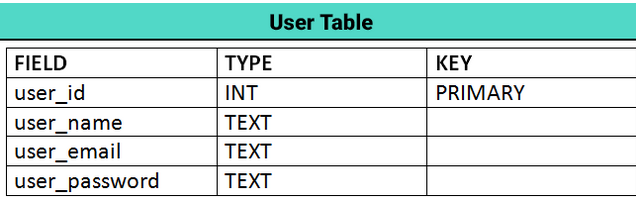 User Table
FIELD TYPE KEY
user_id INT PRIMARY
user_name TEXT
user_email TEXT
user_password TEXT